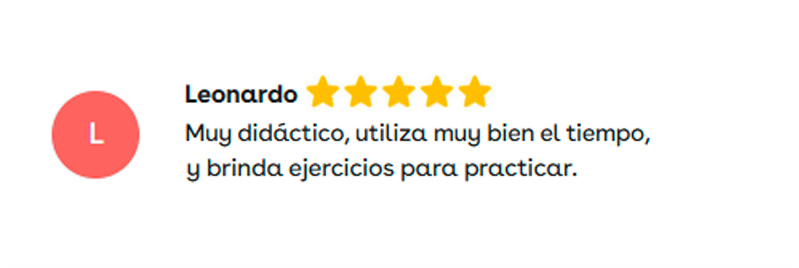 Leonardo
L
Muy didáctico, utiliza muy bien el tiempo,
y brinda ejercicios para practicar.